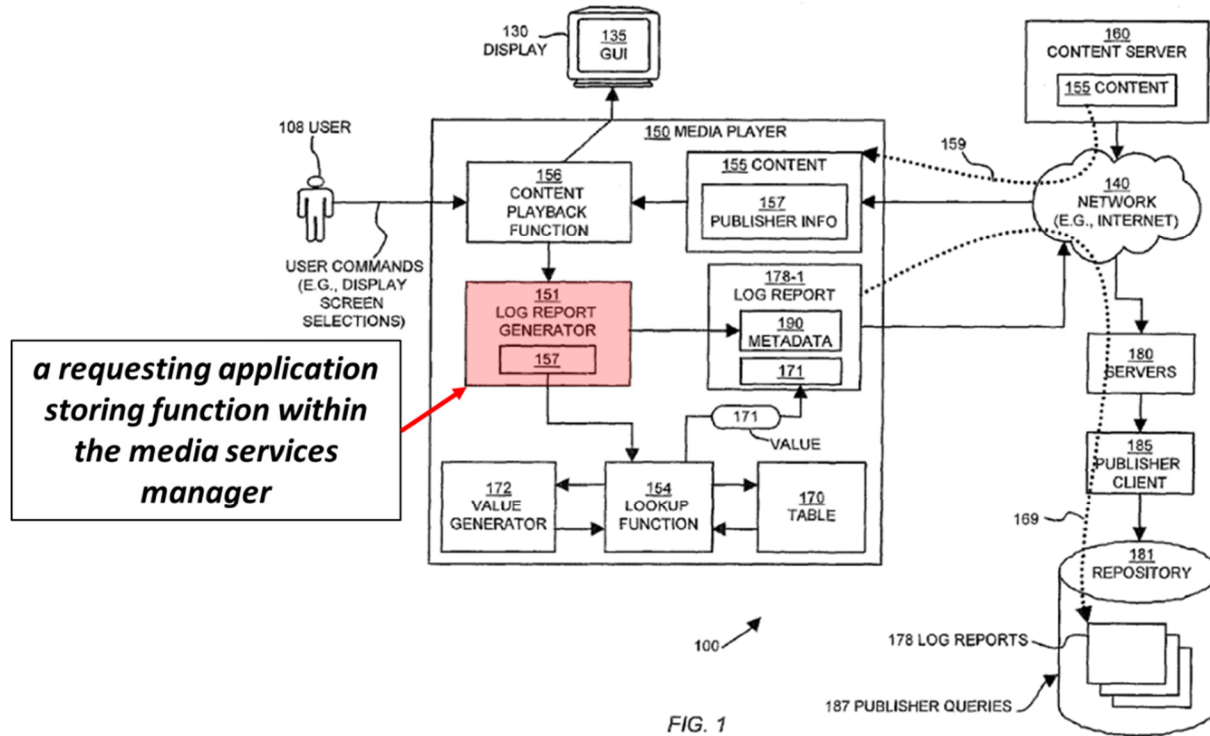 130
DISPLAY
135
GUI
160
CONTENT SERVER
155 CONTENT
108 USER
150 MEDIA PLAYER
159
156
CONTENT
PLAYBACK
FUNCTION
155 CONTENT
157
PUBLISHER INFO
140
NETWORK
(E.G., INTERNET)
USER COMMANDS
(E.G., DISPLAY
SCREEN
SELECTIONS)
151
LOG REPORT
GENERATOR
157
178-1
LOG REPORT
190
METADATA
171
a requesting application
storing function within
the media services
manager
180
SERVERS
171
VALUE
185
PUBLISHER
CLIENT
172
VALUE
GENERATOR
154
LOOKUP
FUNCTION
170
TABLE
169
181
REPOSITORY
100
178 LOG REPORTS
187 PUBLISHER QUERIES
FIG. 1